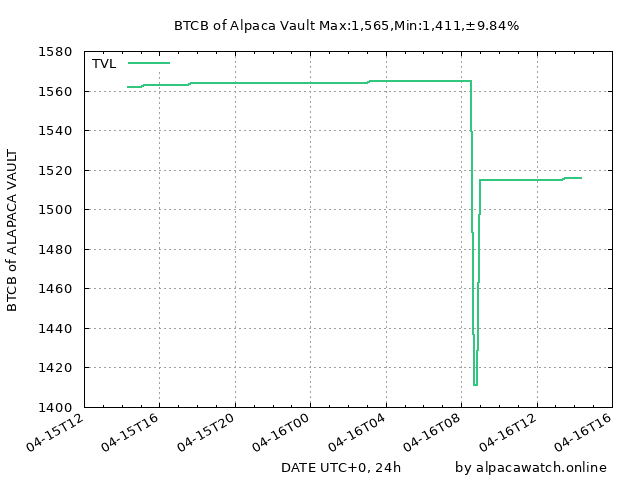 BTCB of Alpaca Vault Max:1,565,Min:1,411,±9.84%
TVL
BTCB of ALAPACA VAULT
1580
1560
1540
1520
1500
1480
1460
1440
1420
1400
04-15T12
04-15T16
04-15T20
04-16T00
04-16T04
04-16T08
04-16T12
04-16T16
DATE UTC+0, 24h
by alpacawatch.online